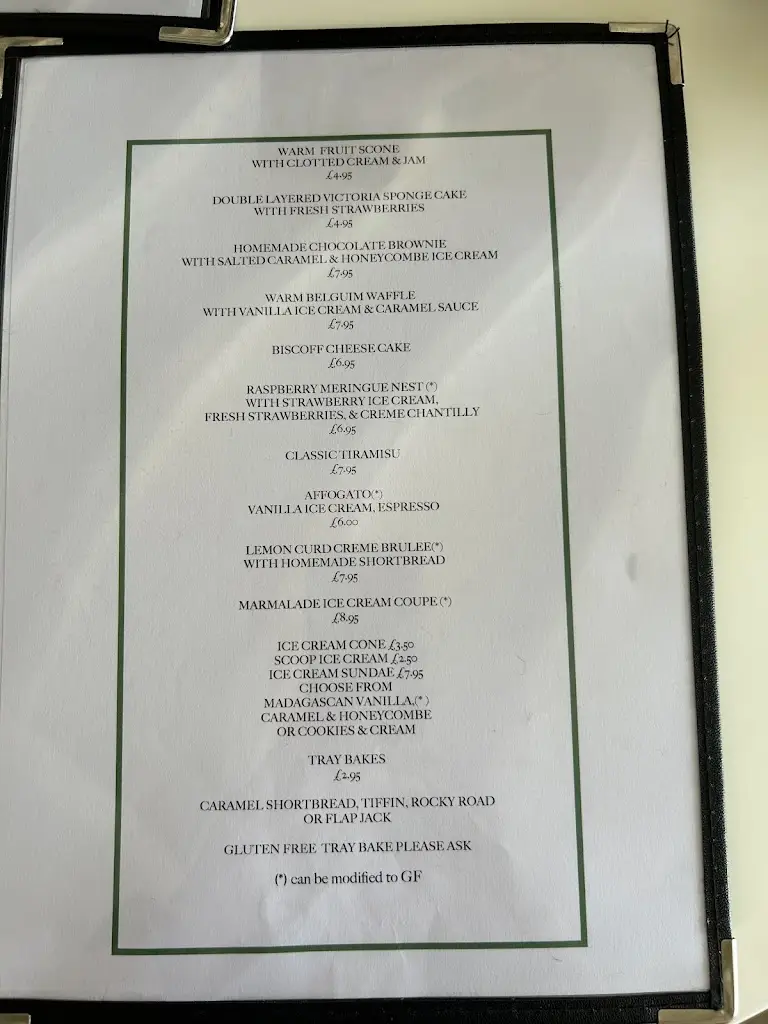 WARM FRUIT SCONE
WITH CLOTTED CREAM & JAM
£4.95
DOUBLE LAYERED VICTORIA SPONGE CAKE
WITH FRESH STRAWBERRIES
£4.95
HOMEMADE CHOCOLATE BROWNIE
WITH SALTED CARAMEL & HONEYCOMBE ICE CREAM
£7.95
WARM BELGUIM WAFFLE
WITH VANILLA ICE CREAM & CARAMEL SAUCE
£7.95
BISCOFF CHEESE CAKE
£6.95
RASPBERRY MERINGUE NEST (*)
WITH STRAWBERRY ICE CREAM,
FRESH STRAWBERRIES, & CREME CHANTILLY
£6.95
CLASSIC TIRAMISU
£7.95
AFFOGATO(*)
VANILLA ICE CREAM, ESPRESSO
£6.00
LEMON CURD CREME BRULEE(*)
WITH HOMEMADE SHORTBREAD
£7.95
MARMALADE ICE CREAM COUPE (*)
£8.95
ICE CREAM CONE £3.50
SCOOP ICE CREAM £2.50
ICE CREAM SUNDAE £7.95
CHOOSE FROM
MADAGASCAN VANILLA,(* )
CARAMEL & HONEYCOMBE
OR COOKIES & CREAM
TRAY BAKES
£2.95
CARAMEL SHORTBREAD, TIFFIN, ROCKY ROAD
OR FLAP JACK
GLUTEN FREE TRAY BAKE PLEASE ASK
(*) can be modified to GF